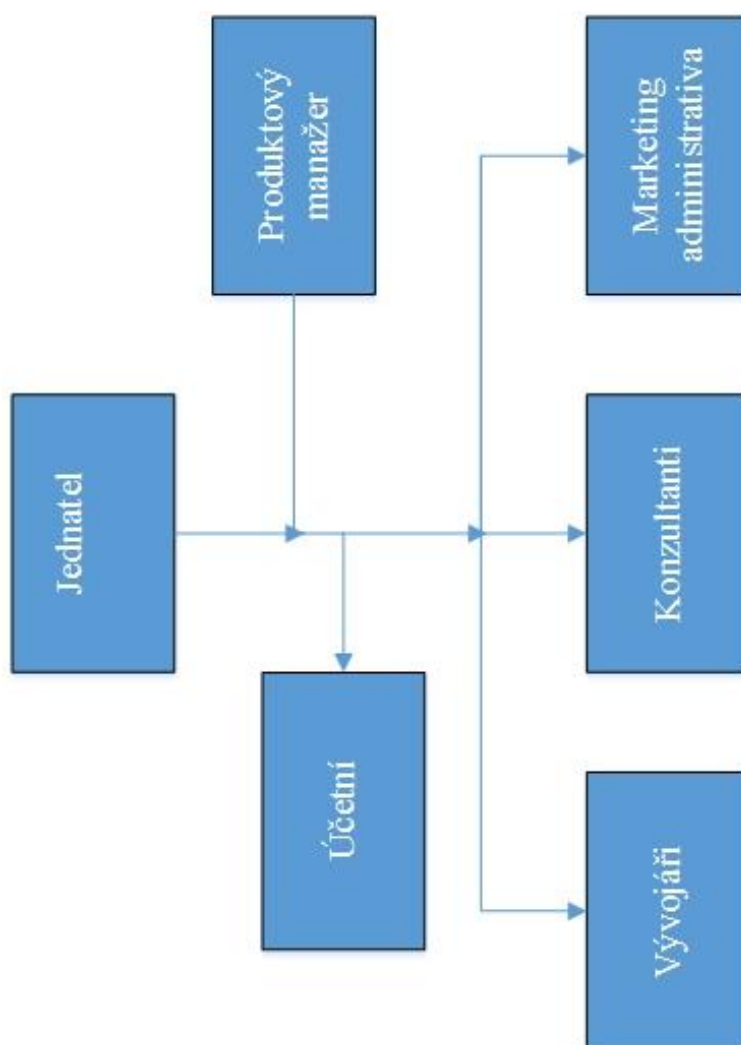 Jednatel
Produktový
manažer
Účetní
Vývojáři
Konzultanti
Marketing
administrativa